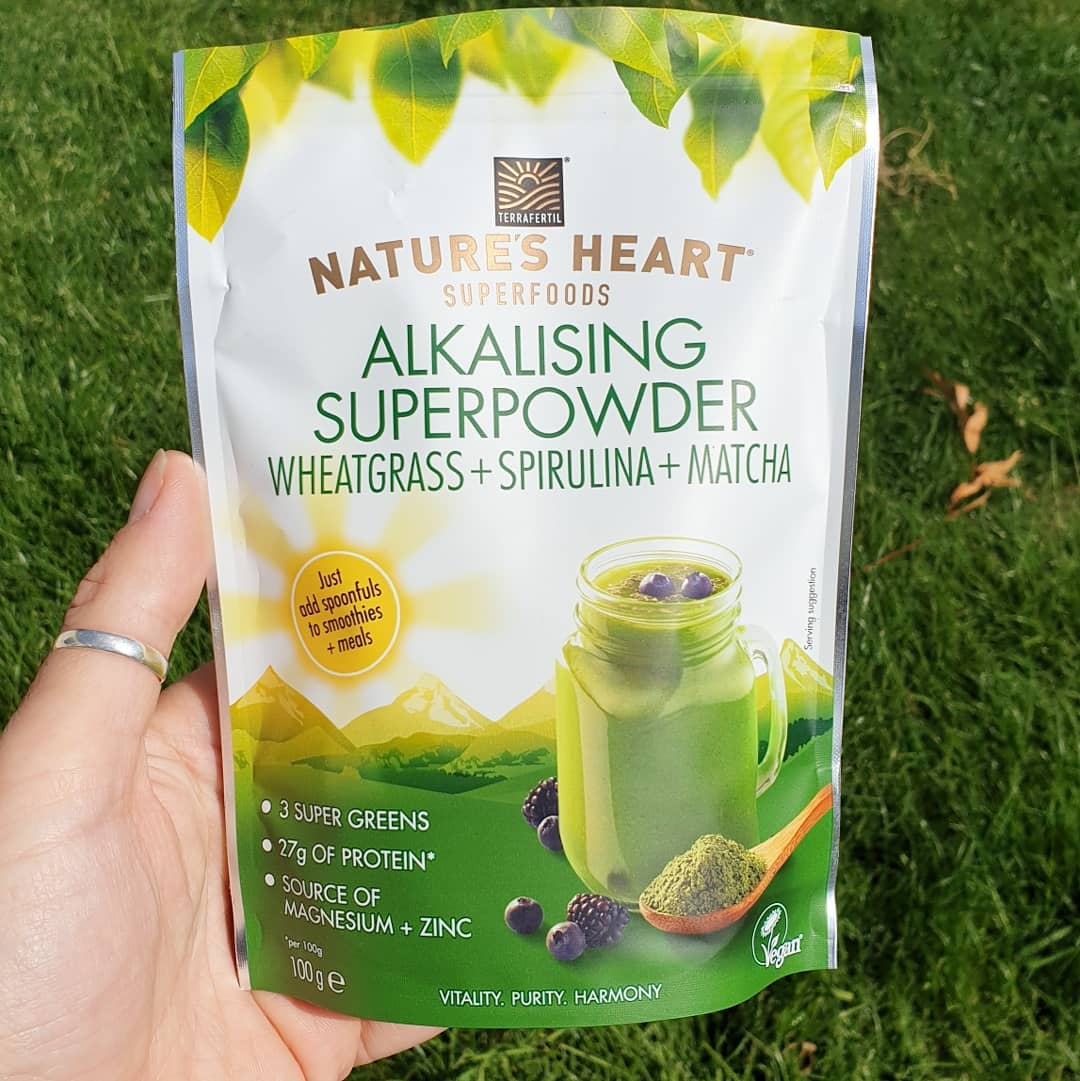 TERRAFERTIL®
NATURE'S HEART®
SUPERFOODS
ALKALISING
SUPERPOWDER
WHEATGRASS + SPIRULINA + MATCHA
Just
add spoonfuls
to smoothies
+ meals
Serving suggestion
• 3 SUPER GREENS
• 27g OF PROTEIN*
• SOURCE OF
MAGNESIUM + ZINC
*per 100g
100 g e
Vegan
VITALITY. PURITY. HARMONY